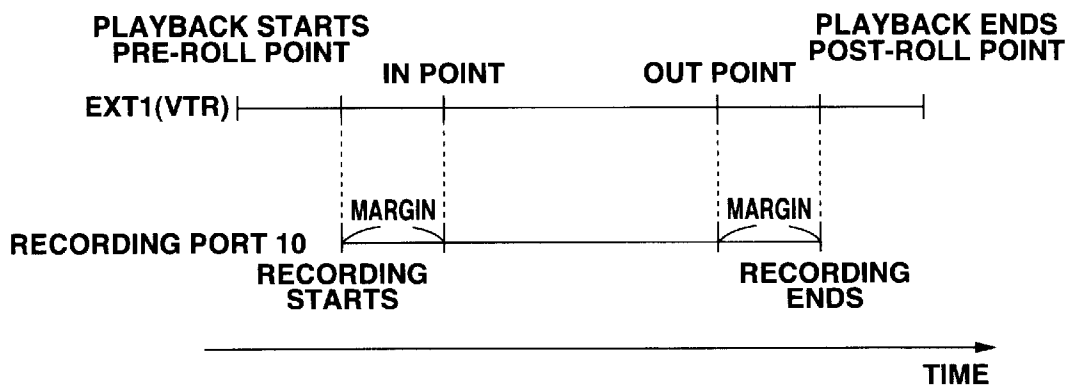 PLAYBACK STARTS
PRE-ROLL POINT
PLAYBACK ENDS
POST-ROLL POINT
IN POINT
OUT POINT
EXT1(VTR)
MARGIN
MARGIN
RECORDING PORT 10
RECORDING
STARTS
RECORDING
ENDS
TIME